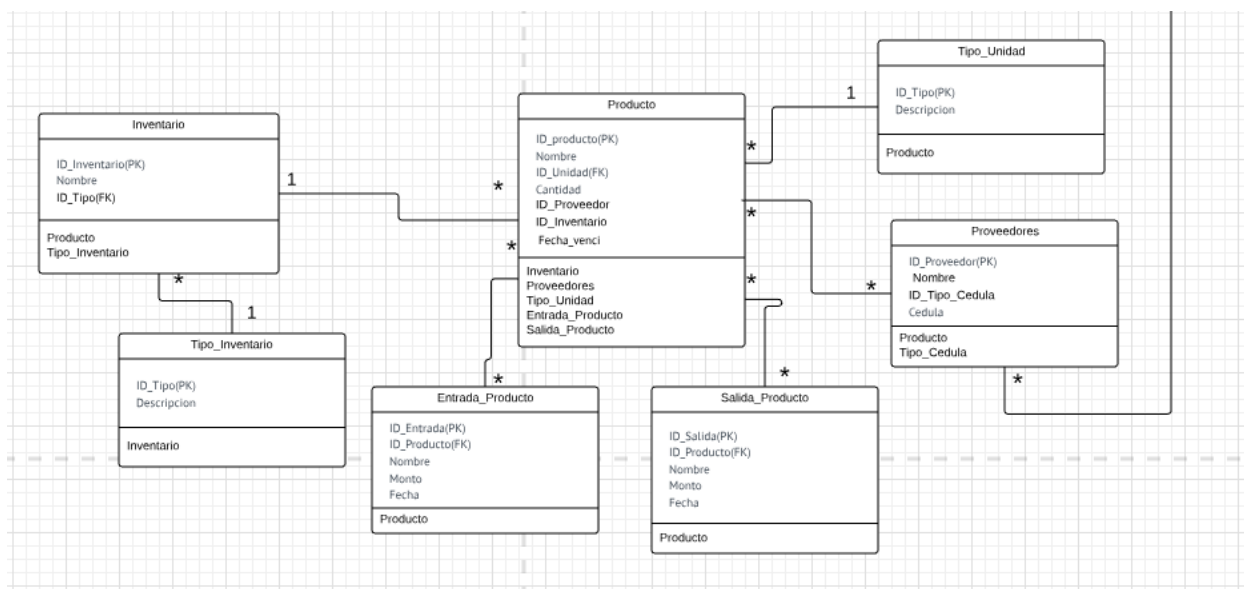 Tipo_Unidad
ID_Tipo(PK)
Descripcion
Producto
1
*
Producto
ID_producto(PK)
Nombre
ID_Unidad(FK)
Cantidad
ID_Proveedor
ID_Inventario
Fecha_venci
Inventario
Proveedores
Tipo_Unidad
Entrada_Producto
Salida_Producto
Inventario
ID_Inventario(PK)
Nombre
ID_Tipo(FK)
Producto
Tipo_Inventario
1
*
*
1
Tipo_Inventario
ID_Tipo(PK)
Descripcion
Inventario
*
*
Entrada_Producto
ID_Entrada(PK)
ID_Producto(FK)
Nombre
Monto
Fecha
Producto
*
*
Salida_Producto
ID_Salida(PK)
ID_Producto(FK)
Nombre
Monto
Fecha
Producto
*
*
Proveedores
ID_Proveedor(PK)
Nombre
ID_Tipo_Cedula
Cedula
Producto
Tipo_Cedula
*